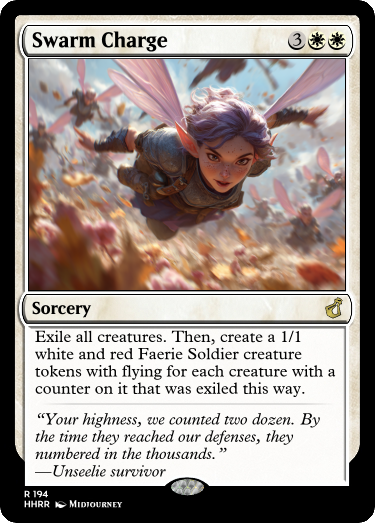 Swarm Charge 3
Sorcery
Exile all creatures. Then, create a 1/1
white and red Faerie Soldier creature
tokens with flying for each creature with a
counter on it that was exiled this way.
“Your highness, we counted two dozen. By
the time they reached our defenses, they
numbered in the thousands.”
—Unseelie survivor
R 194
HHRR Midjourney